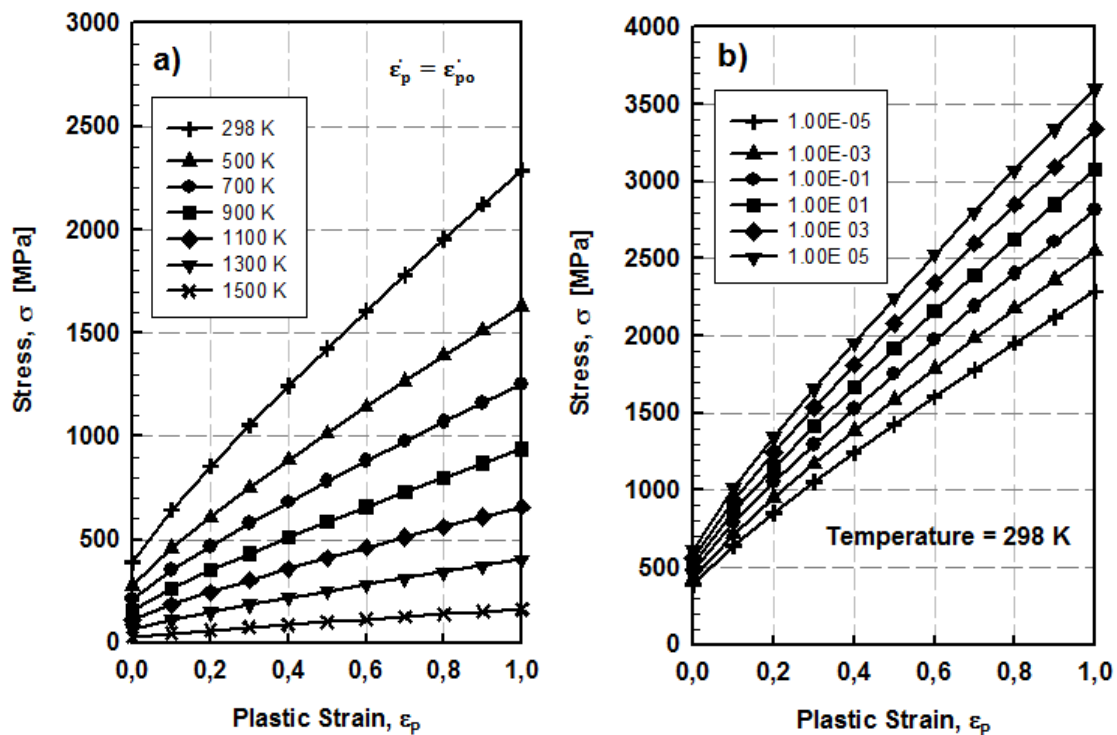 a)
ε̇p = ε̇po
298 K
500 K
700 K
900 K
1100 K
1300 K
1500 K
Stress, σ [MPa]
3000
2500
2000
1500
1000
500
0
0,0 0,2 0,4 0,6 0,8 1,0
Plastic Strain, εp
b)
1.00E-05
1.00E-03
1.00E-01
1.00E 01
1.00E 03
1.00E 05
Temperature = 298 K
Stress, σ [MPa]
4000
3500
3000
2500
2000
1500
1000
500
0
0,0 0,2 0,4 0,6 0,8 1,0
Plastic Strain, εp